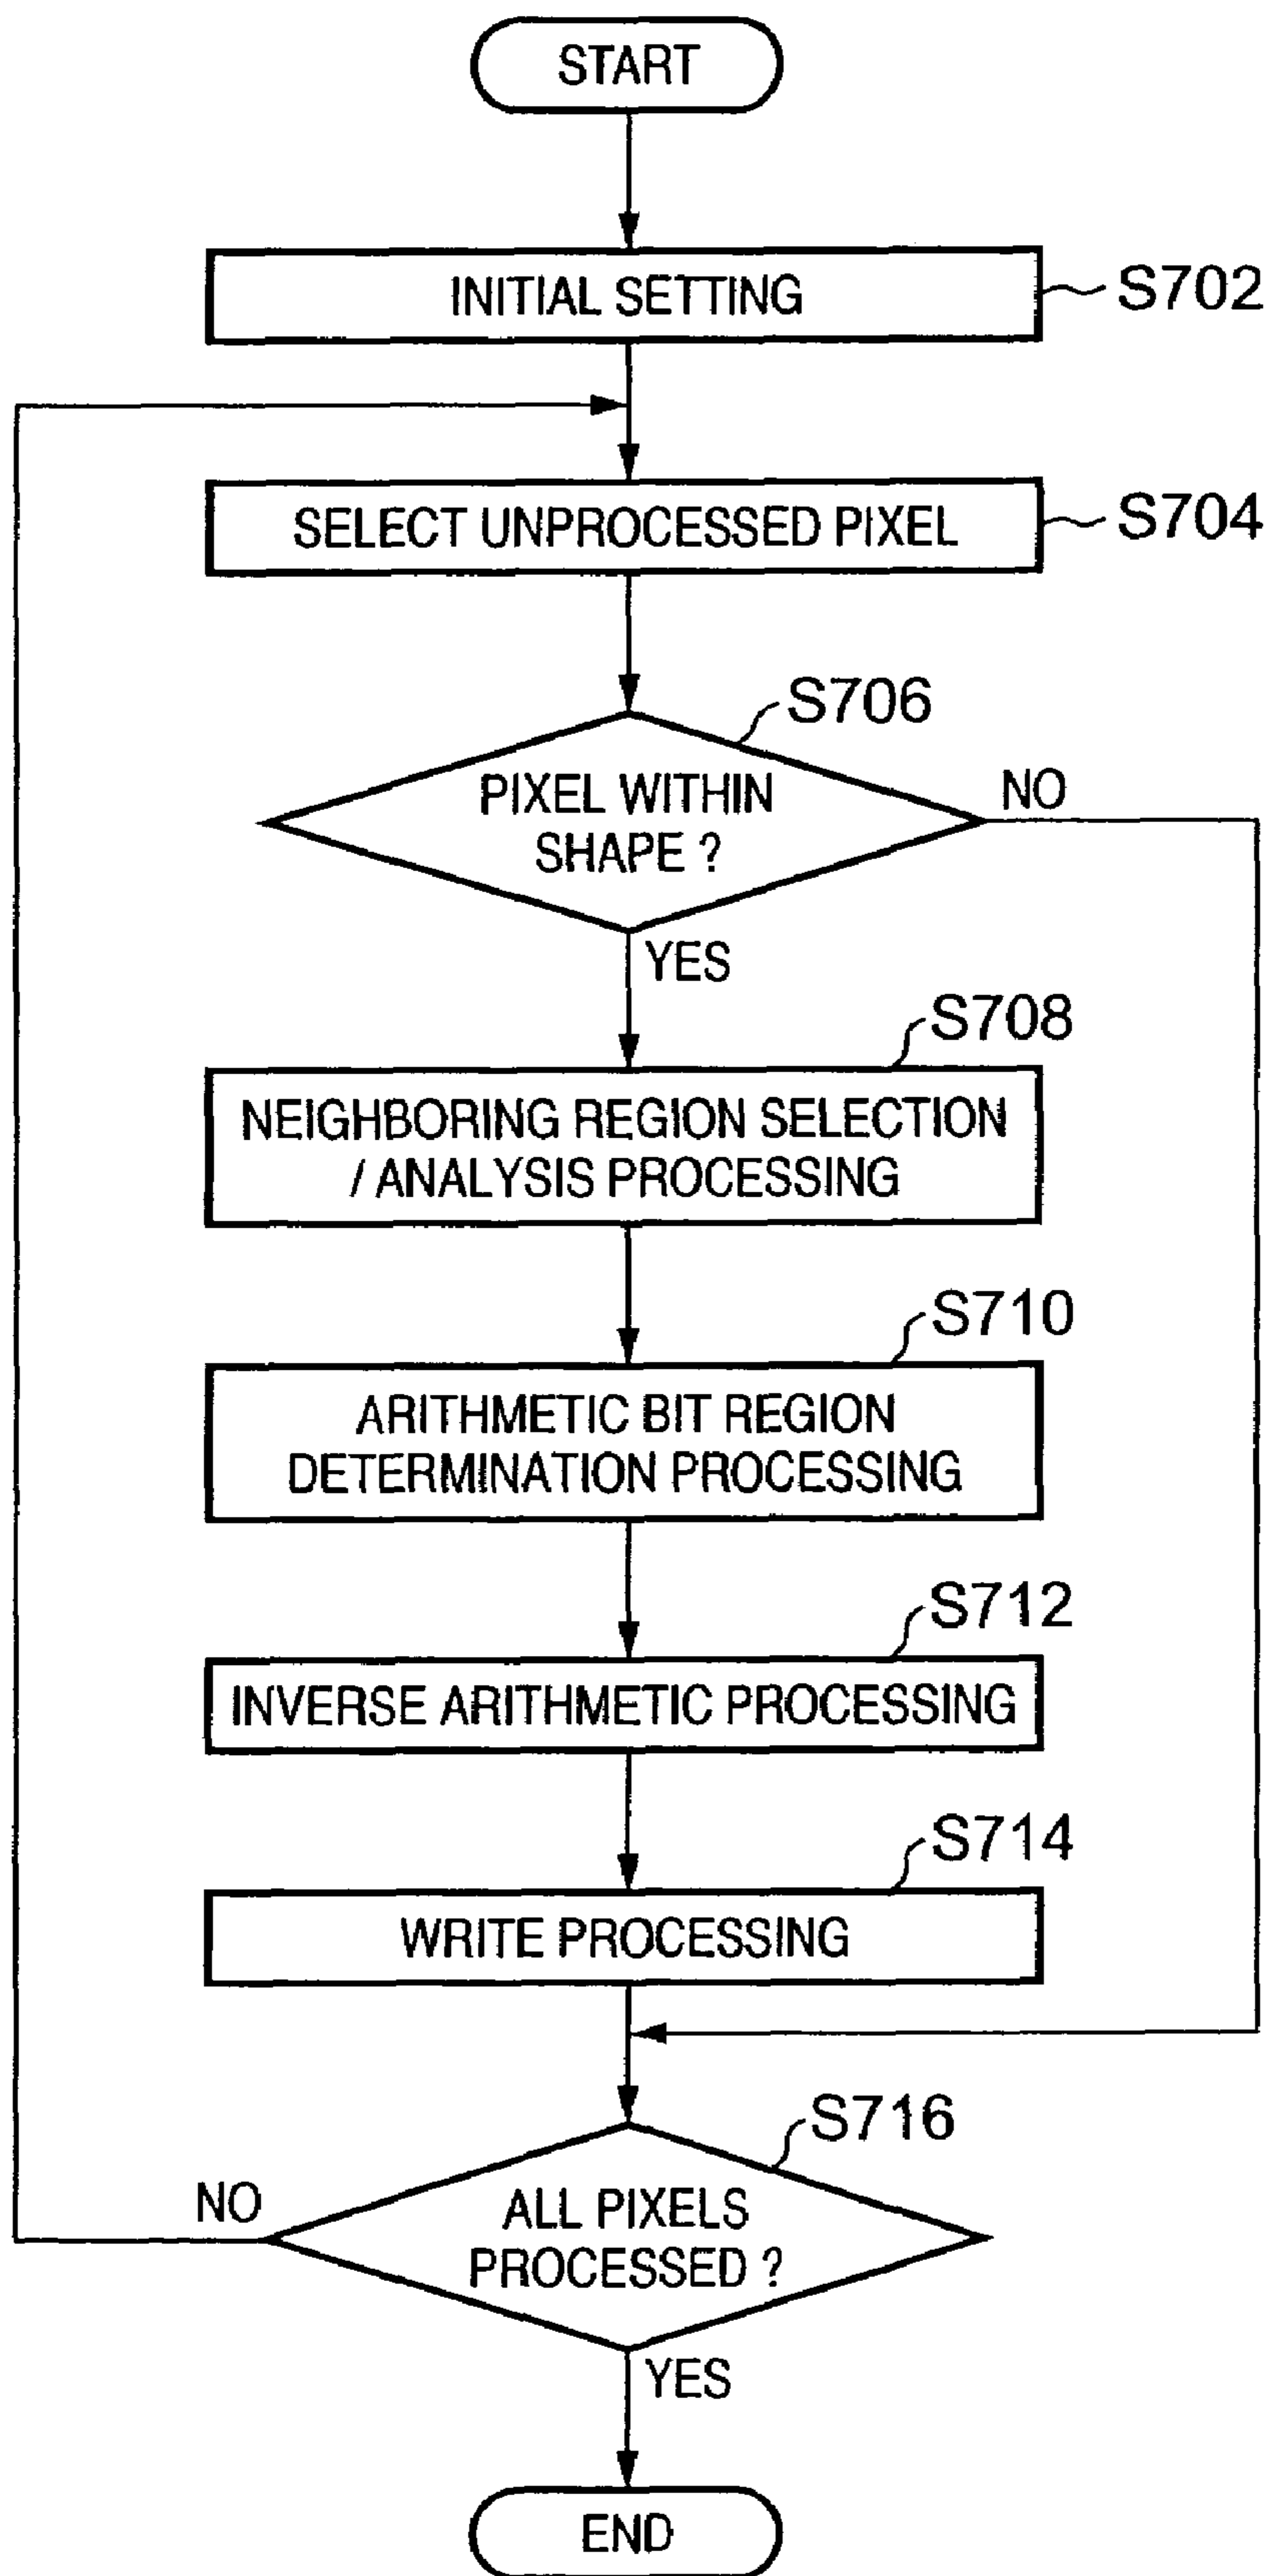 START
INITIAL SETTING
S702
SELECT UNPROCESSED PIXEL
S704
S706
PIXEL WITHIN
SHAPE ?
NO
YES
S708
NEIGHBORING REGION SELECTION
/ ANALYSIS PROCESSING
S710
ARITHMETIC BIT REGION
DETERMINATION PROCESSING
S712
INVERSE ARITHMETIC PROCESSING
S714
WRITE PROCESSING
S716
NO
ALL PIXELS
PROCESSED ?
YES
END